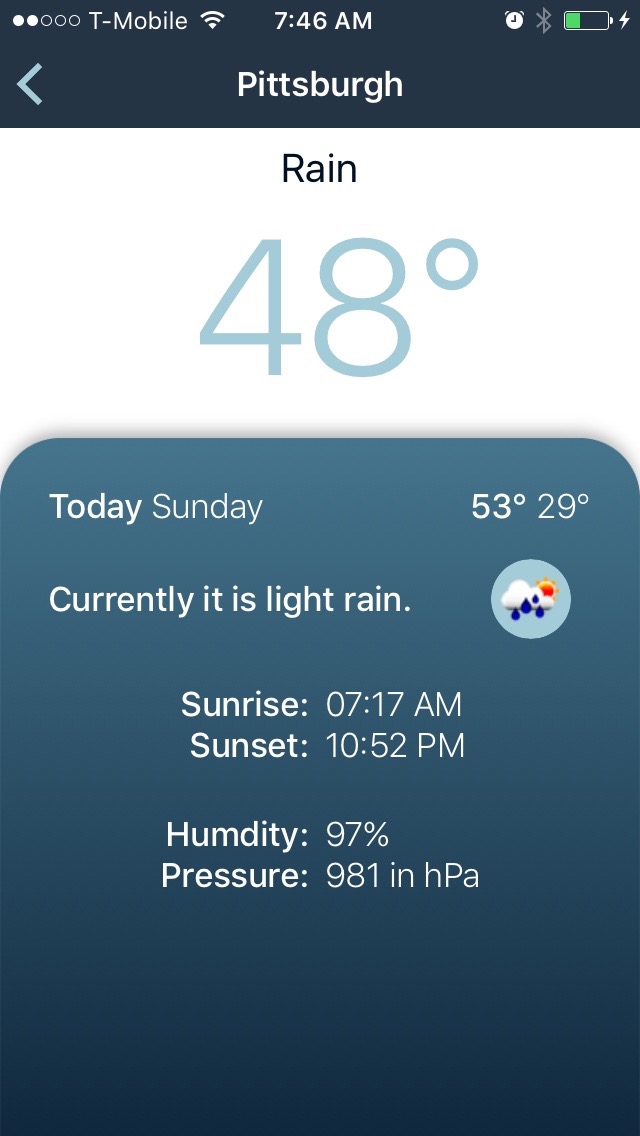 T-Mobile 7:46 AM
Pittsburgh
Rain
48°
Today Sunday 53° 29°
Currently it is light rain.
Sunrise: 07:17 AM
Sunset: 10:52 PM
Humdity: 97%
Pressure: 981 in hPa